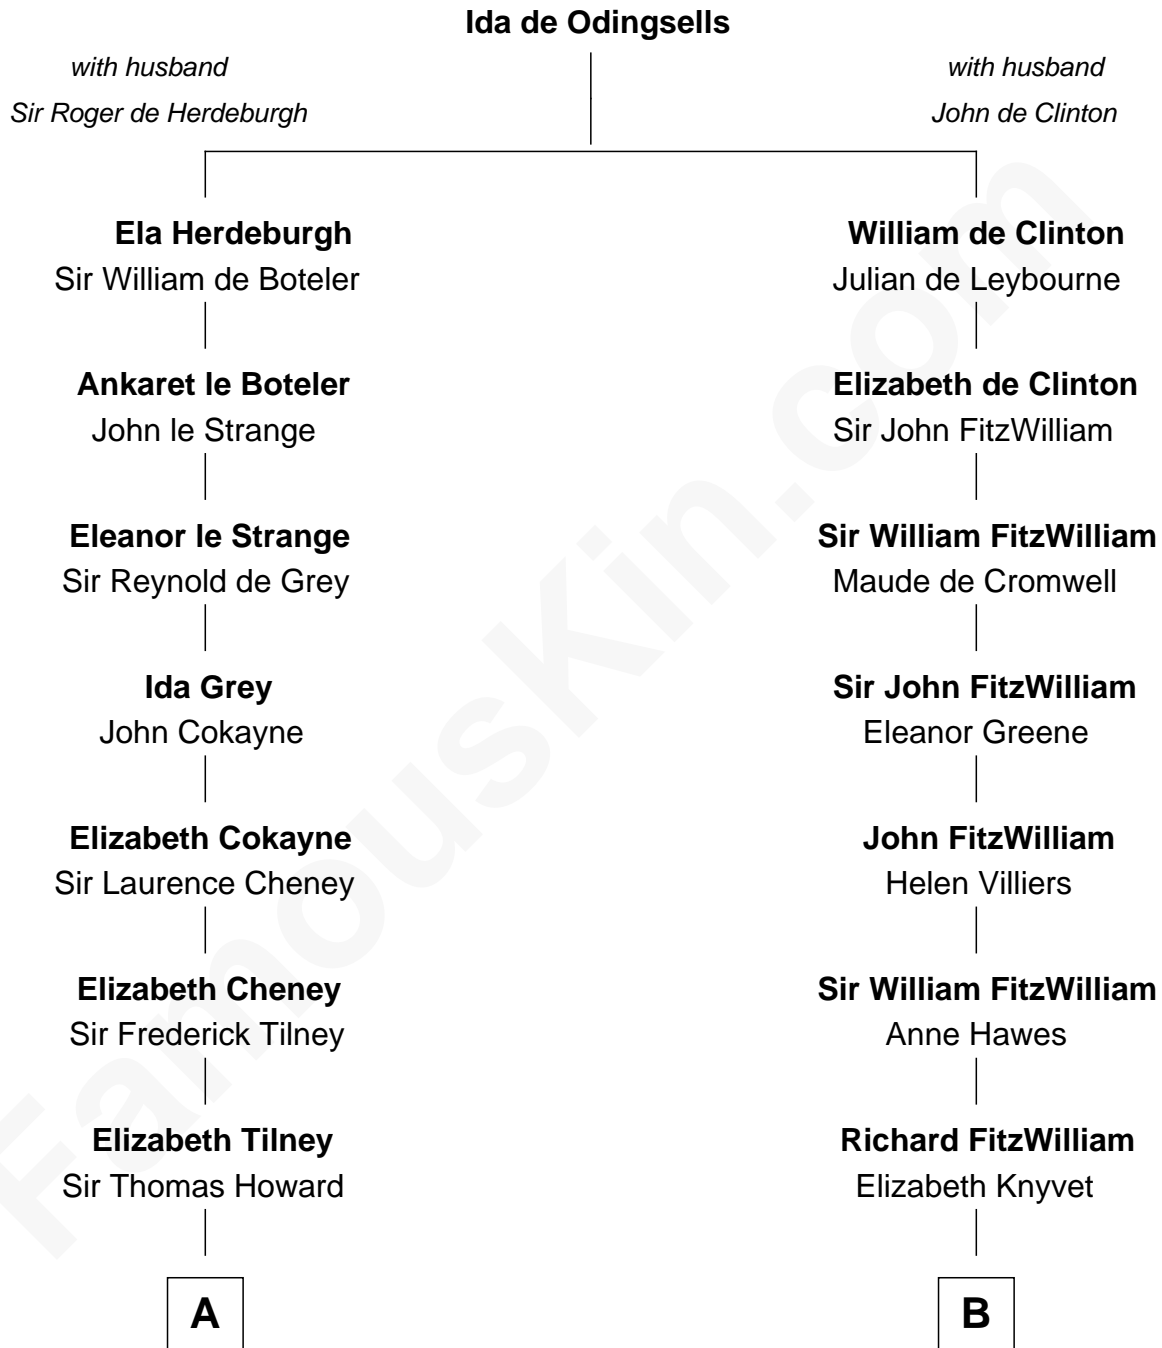 Ida de Odingsells
with husband
Sir Roger de Herdeburgh
with husband
John de Clinton
Ela Herdeburgh
Sir William de Boteler
William de Clinton
Julian de Leybourne
Ankaret le Boteler
John le Strange
Elizabeth de Clinton
Sir John FitzWilliam
Eleanor le Strange
Sir Reynold de Grey
Sir William FitzWilliam
Maude de Cromwell
Ida Grey
John Cokayne
Sir John FitzWilliam
Eleanor Greene
Elizabeth Cokayne
Sir Laurence Cheney
John FitzWilliam
Helen Villiers
Elizabeth Cheney
Sir Frederick Tilney
Sir William FitzWilliam
Anne Hawes
Elizabeth Tilney
Sir Thomas Howard
Richard FitzWilliam
Elizabeth Knyvet
A
B
FamousKin.com